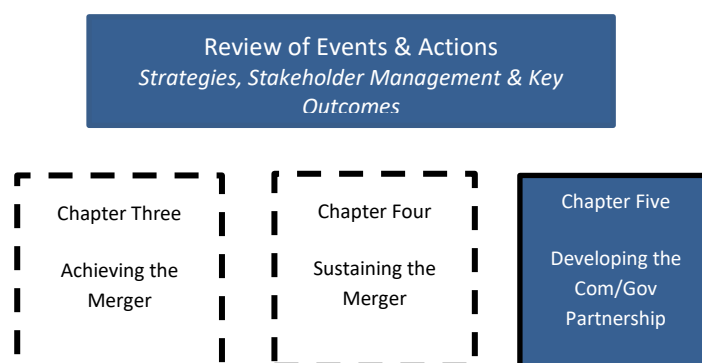 Review of Events & Actions
Strategies, Stakeholder Management & Key
Outcomes
Chapter Three
Achieving the
Merger
Chapter Four
Sustaining the
Merger
Chapter Five
Developing the
Com/Gov
Partnership